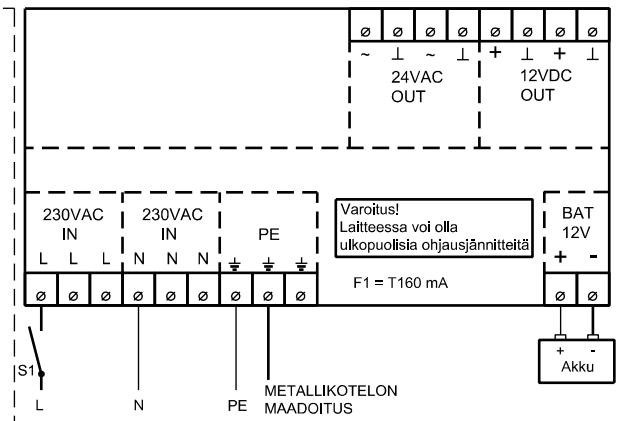 ~ ⊥ ~ ⊥ + ⊥ + ⊥
24VAC
OUT
12VDC
OUT
230VAC
IN
L L L
230VAC
IN
N N N
PE
Varoitus!
Laitteessa voi olla
ulkopuolisia ohjausjännitteitä
F1 = T160 mA
BAT
12V
+ -
S1
L
N
PE
METALLIKOTELON
MAADOITUS
+ -
Akku